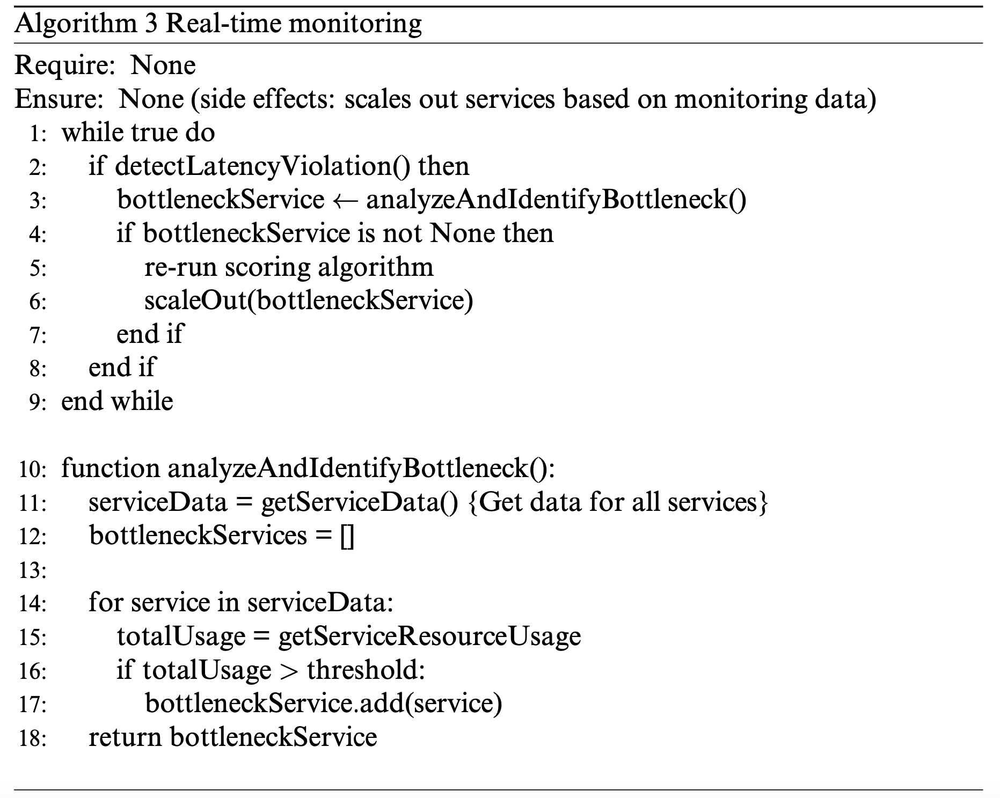 Algorithm 3 Real-time monitoring
Require: None
Ensure: None (side effects: scales out services based on monitoring data)
1: while true do
2: if detectLatencyViolation() then
3: bottleneckService ← analyzeAndIdentifyBottleneck()
4: if bottleneckService is not None then
5: re-run scoring algorithm
6: scaleOut(bottleneckService)
7: end if
8: end if
9: end while
10: function analyzeAndIdentifyBottleneck():
11: serviceData = getServiceData() {Get data for all services}
12: bottleneckServices = []
13:
14: for service in serviceData:
15: totalUsage = getServiceResourceUsage
16: if totalUsage > threshold:
17: bottleneckService.add(service)
18: return bottleneckService